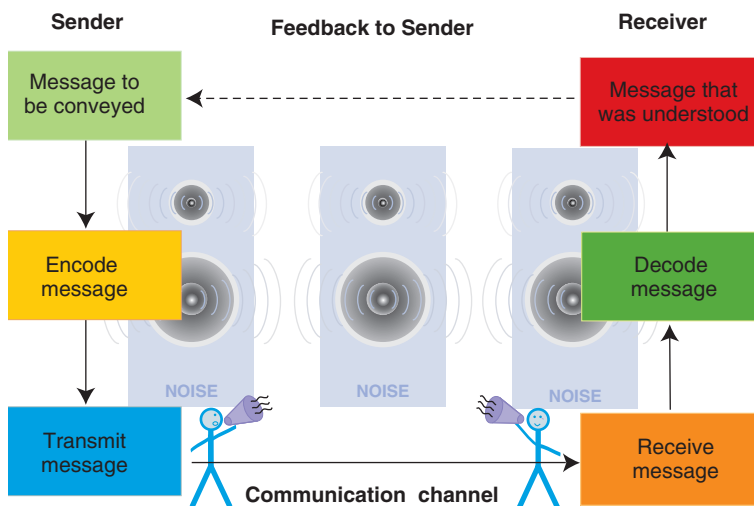 Sender
Feedback to Sender
Receiver
Message to
be conveyed
Message that
was understood
Encode
message
Decode
message
NOISE
NOISE
NOISE
Transmit
message
Receive
message
Communication channel